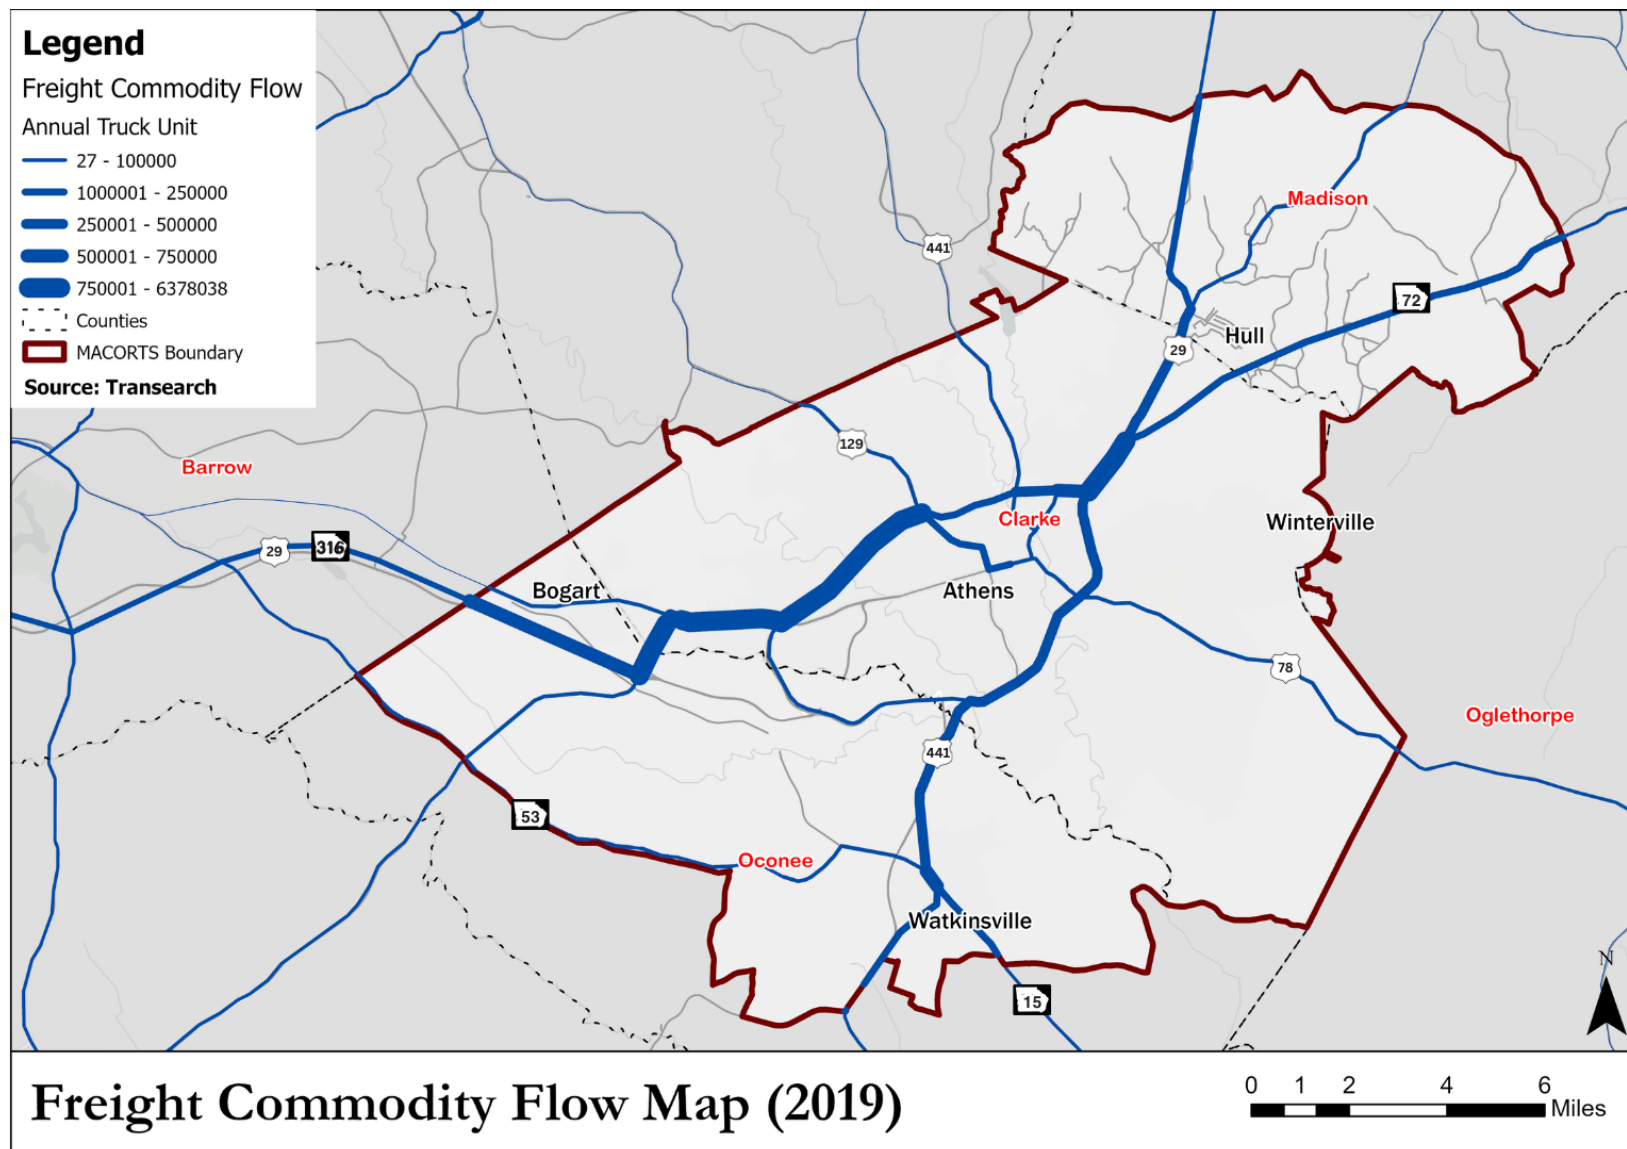 Legend
Freight Commodity Flow
Annual Truck Unit
27 - 100000
1000001 - 250000
250001 - 500000
500001 - 750000
750001 - 6378038
Counties
MACORTS Boundary
Source: Transearch
441
Madison
72
Hull
29
129
Barrow
Clarke
Winterville
29
316
Bogart
Athens
78
Oglethorpe
441
53
Oconee
Watkinsville
15
N
Freight Commodity Flow Map (2019)
0 1 2 4 6
Miles